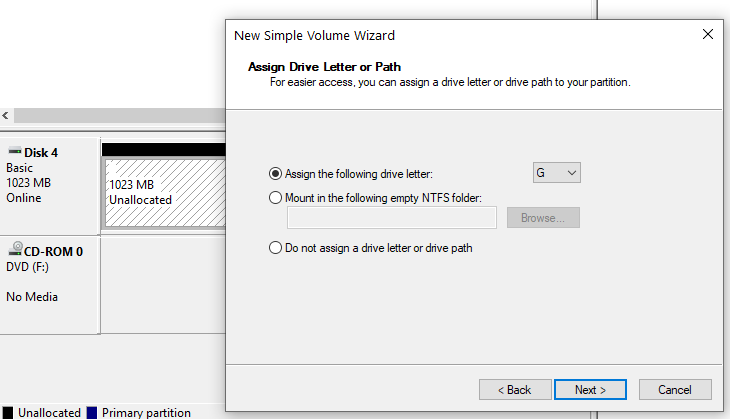 New Simple Volume Wizard
Assign Drive Letter or Path
For easier access, you can assign a drive letter or drive path to your partition.
Assign the following drive letter:
G
Mount in the following empty NTFS folder:
Browse...
Do not assign a drive letter or drive path
< Back
Next >
Cancel
Disk 4
Basic
1023 MB
Online
1023 MB
Unallocated
CD-ROM 0
DVD (F:)
No Media
Unallocated
Primary partition